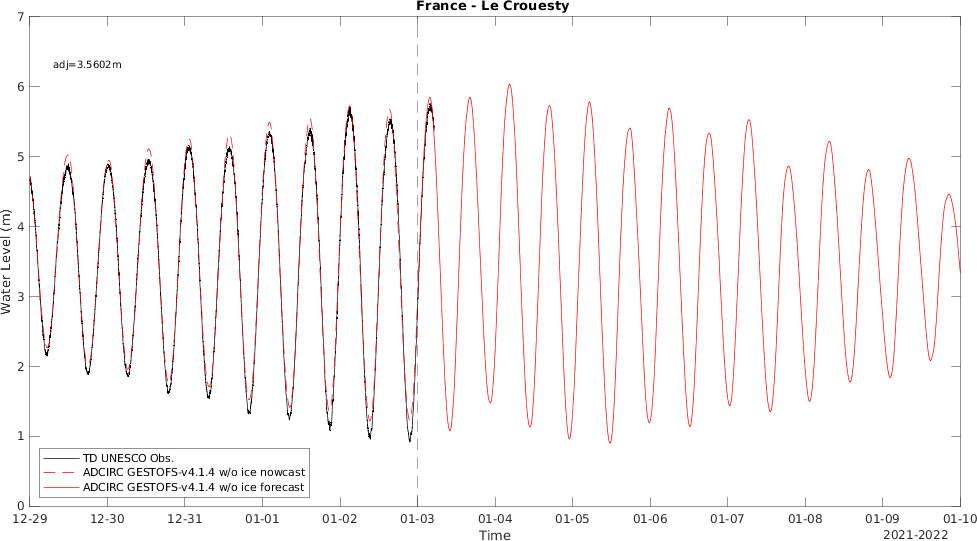 France - Le Crouesty
7
adj=3.5602m
6
5
4
3
2
1
0
Water Level (m)
TD UNESCO Obs.
ADCIRC GESTOFS-v4.1.4 w/o ice nowcast
ADCIRC GESTOFS-v4.1.4 w/o ice forecast
12-29 12-30 12-31 01-01 01-02 01-03 01-04 01-05 01-06 01-07 01-08 01-09 01-10
Time
2021-2022